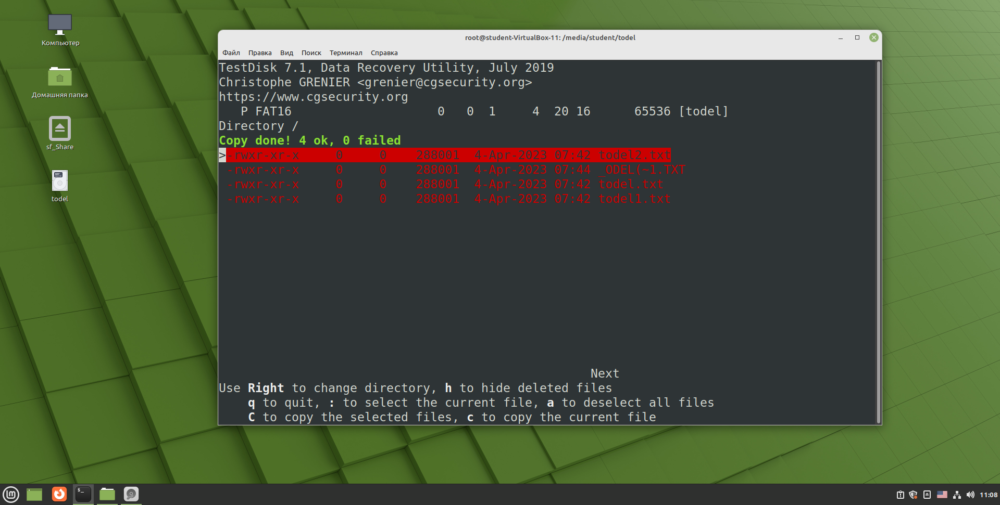 Компьютер
Домашняя папка
sf_Share
todel
root@student-VirtualBox-11: /media/student/todel
Файл Правка Вид Поиск Терминал Справка
TestDisk 7.1, Data Recovery Utility, July 2019
Christophe GRENIER <grenier@cgsecurity.org>
https://www.cgsecurity.org
   P FAT16                    0   0  1     4  20 16      65536 [todel]
Directory /
Copy done! 4 ok, 0 failed
>-rwxr-xr-x     0     0    288001  4-Apr-2023 07:42 todel2.txt
 -rwxr-xr-x     0     0    288001  4-Apr-2023 07:44 _ODEL(~1.TXT
 -rwxr-xr-x     0     0    288001  4-Apr-2023 07:42 todel.txt
 -rwxr-xr-x     0     0    288001  4-Apr-2023 07:42 todel1.txt
Next
Use Right to change directory, h to hide deleted files
    q to quit, : to select the current file, a to deselect all files
    C to copy the selected files, c to copy the current file
11:08